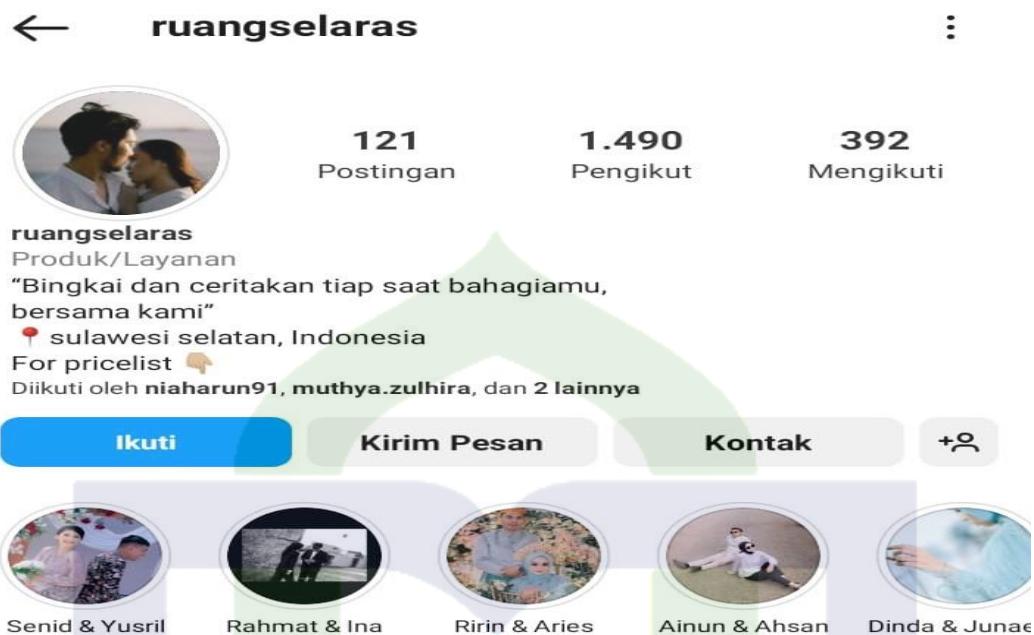 ruangselaras
121 1.490 392
Postingan Pengikut Mengikuti
ruangselaras
Produk/Layanan
“Bingkai dan ceritakan tiap saat bahagiamu,
bersama kami”
sulawesi selatan, Indonesia
For pricelist
Diikuti oleh niaharun91, muthya.zulhira, dan 2 lainnya
Ikuti Kirim Pesan Kontak
Senid & Yusril Rahmat & Ina Ririn & Aries Ainun & Ahsan Dinda & Junae